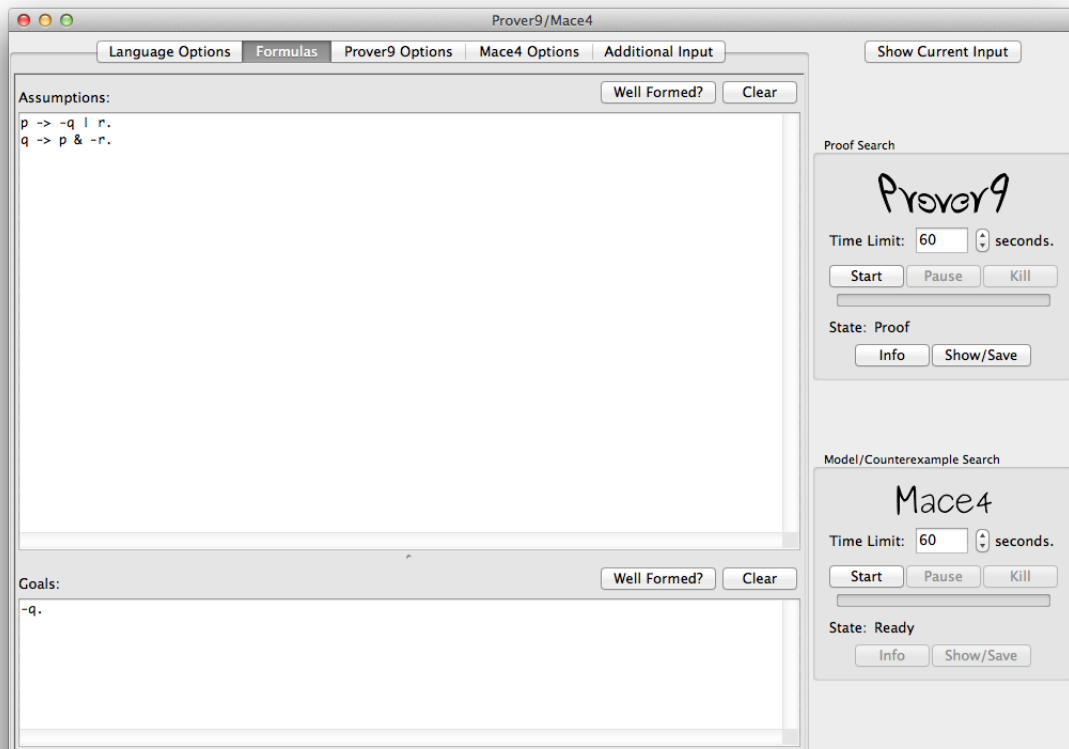 Prover9/Mace4
Language Options Formulas Prover9 Options Mace4 Options Additional Input Show Current Input
Assumptions: Well Formed? Clear
p -> -q | r.
q -> p & -r.
Proof Search
Prover9
Time Limit: 60 seconds.
Start Pause Kill
State: Proof
Info Show/Save
Model/Counterexample Search
Mace4
Time Limit: 60 seconds.
Start Pause Kill
State: Ready
Info Show/Save
Goals: Well Formed? Clear
-q.